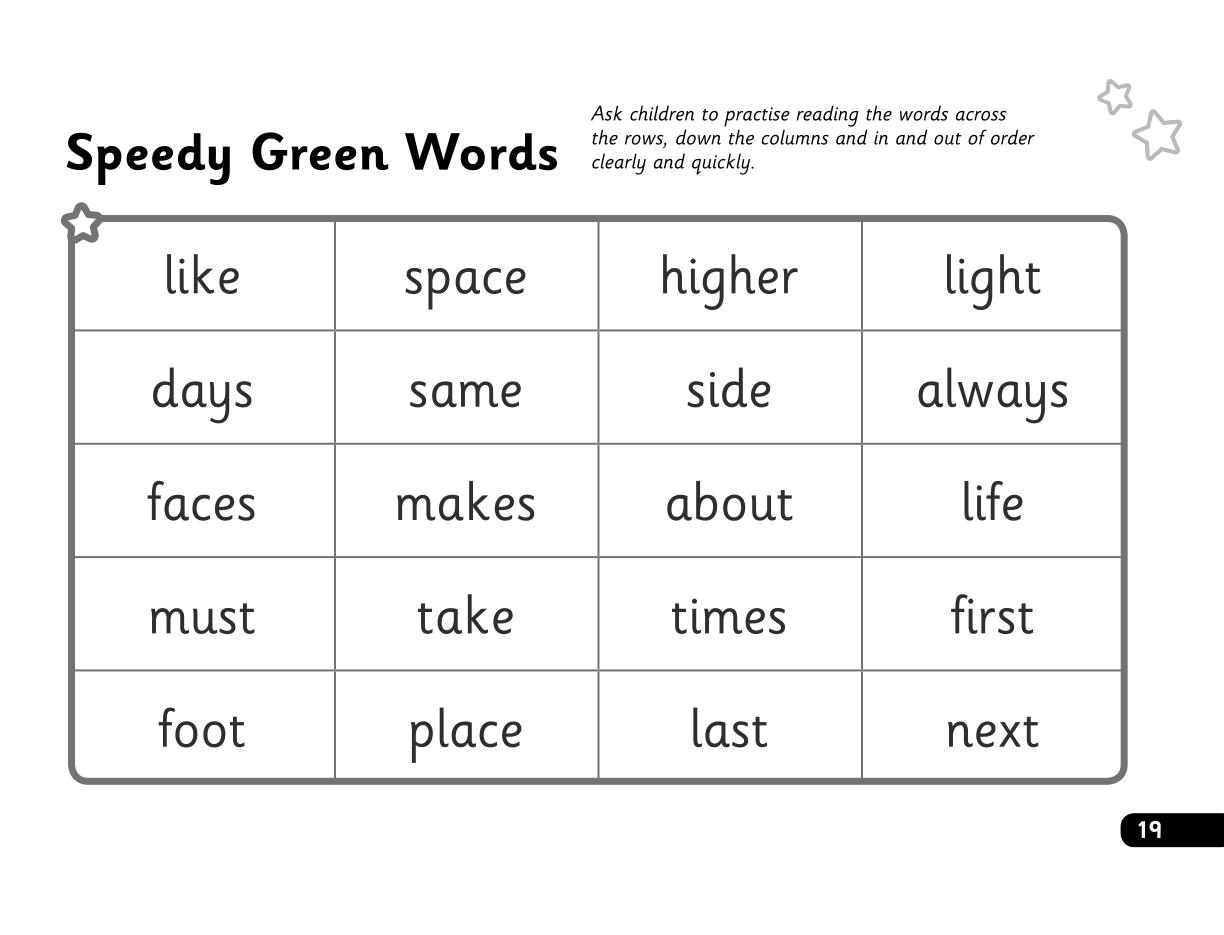 Speedy Green Words
Ask children to practise reading the words across
the rows, down the columns and in and out of order
clearly and quickly.
like space higher light
days same side always
faces makes about life
must take times first
foot place last next
19